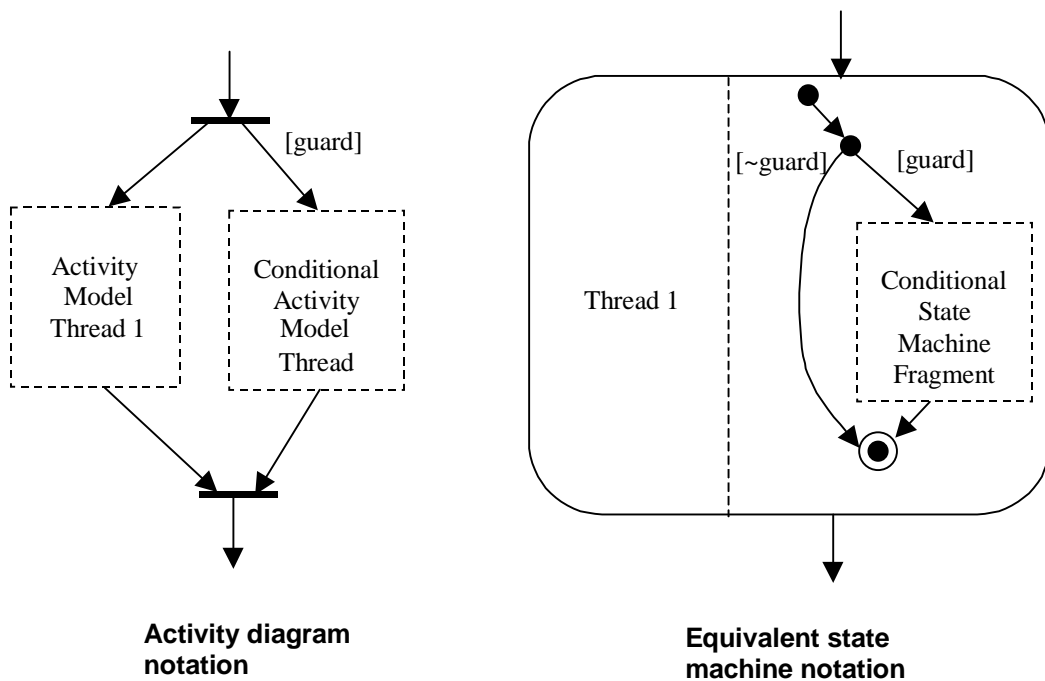 [guard]
Activity
Model
Thread 1
Conditional
Activity
Model
Thread
Activity diagram
notation
[~guard]
[guard]
Thread 1
Conditional
State
Machine
Fragment
Equivalent state
machine notation